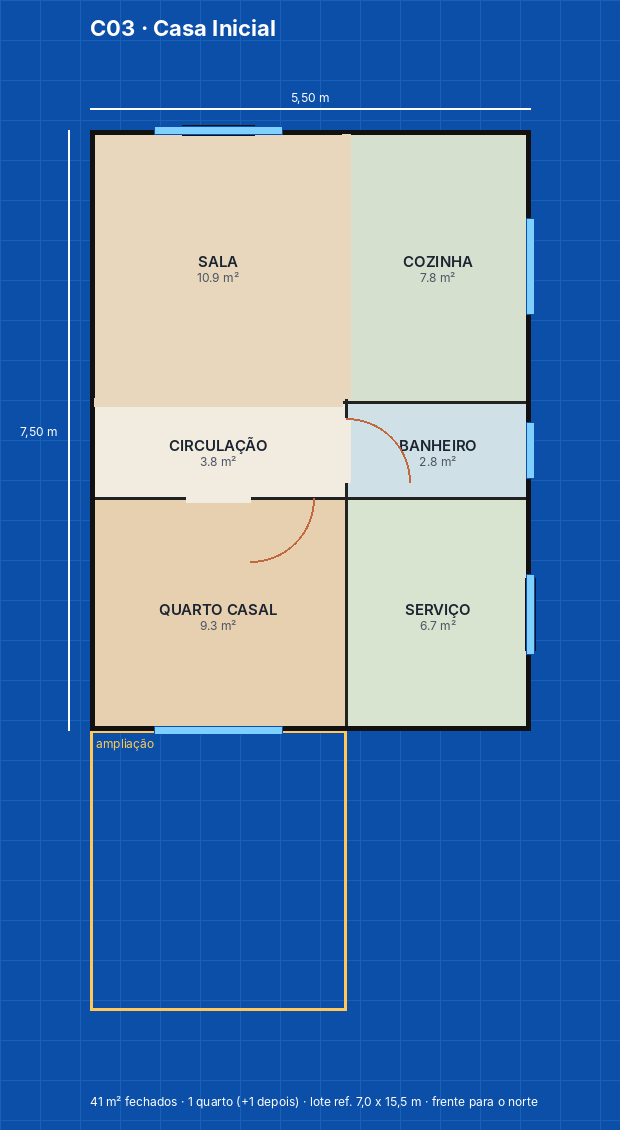 C03 · Casa Inicial
5,50 m
SALA
10.9 m²
COZINHA
7.8 m²
7,50 m
CIRCULAÇÃO
3.8 m²
BANHEIRO
2.8 m²
QUARTO CASAL
9.3 m²
SERVIÇO
6.7 m²
ampliação
41 m² fechados · 1 quarto (+1 depois) · lote ref. 7,0 x 15,5 m · frente para o norte